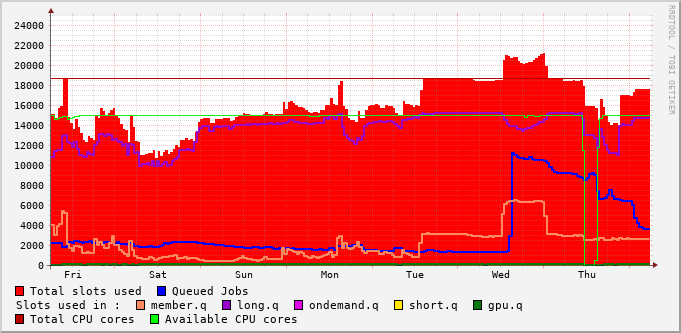 RRDTOOL / TOBI OETIKER
24000
22000
20000
18000
16000
14000
12000
10000
8000
6000
4000
2000
0
Fri Sat Sun Mon Tue Wed Thu
Total slots used Queued Jobs
Slots used in : member.q long.q ondemand.q short.q gpu.q
Total CPU cores Available CPU cores